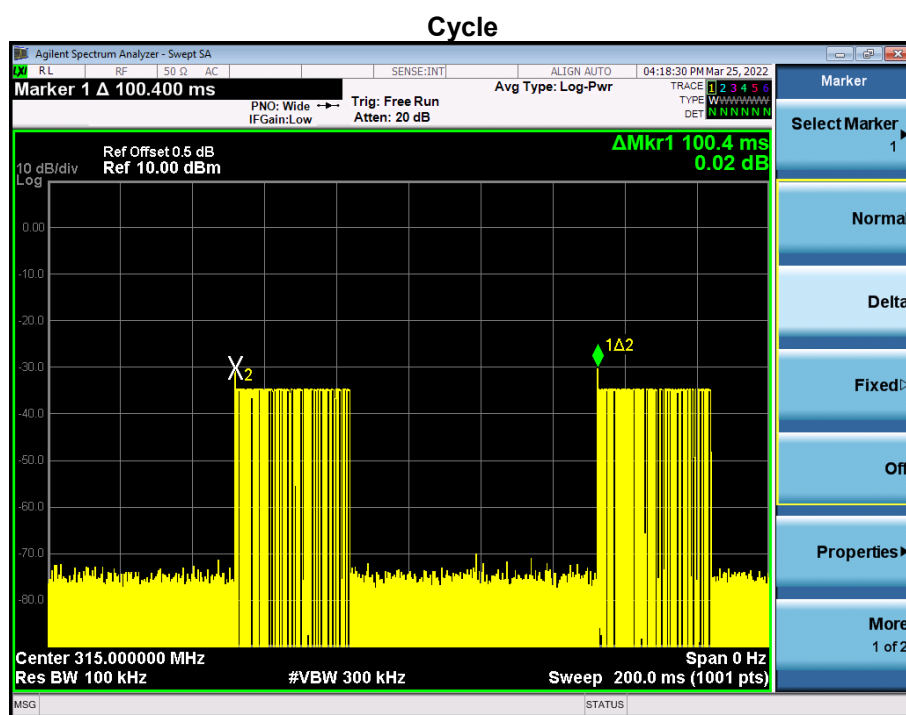 Cycle
Agilent Spectrum Analyzer - Swept SA
LXI RL RF 50 Ω AC SENSE:INT ALIGN AUTO 04:18:30 PM Mar 25, 2022
Marker 1 Δ 100.400 ms
PNO: Wide
IFGain:Low
Trig: Free Run
Atten: 20 dB
Avg Type: Log-Pwr
TRACE 1 2 3 4 5 6
TYPE WWWWWW
DET N N N N N N
Marker
Select Marker
1
Normal
Delta
Fixed
Off
Properties
More
1 of 2
ΔMkr1 100.4 ms
0.02 dB
Ref Offset 0.5 dB
10 dB/div Ref 10.00 dBm
Log
0.00
-10.0
-20.0
-30.0
-40.0
-50.0
-60.0
-70.0
-80.0
X2
1Δ2
Center 315.000000 MHz Span 0 Hz
Res BW 100 kHz #VBW 300 kHz Sweep 200.0 ms (1001 pts)
MSG STATUS